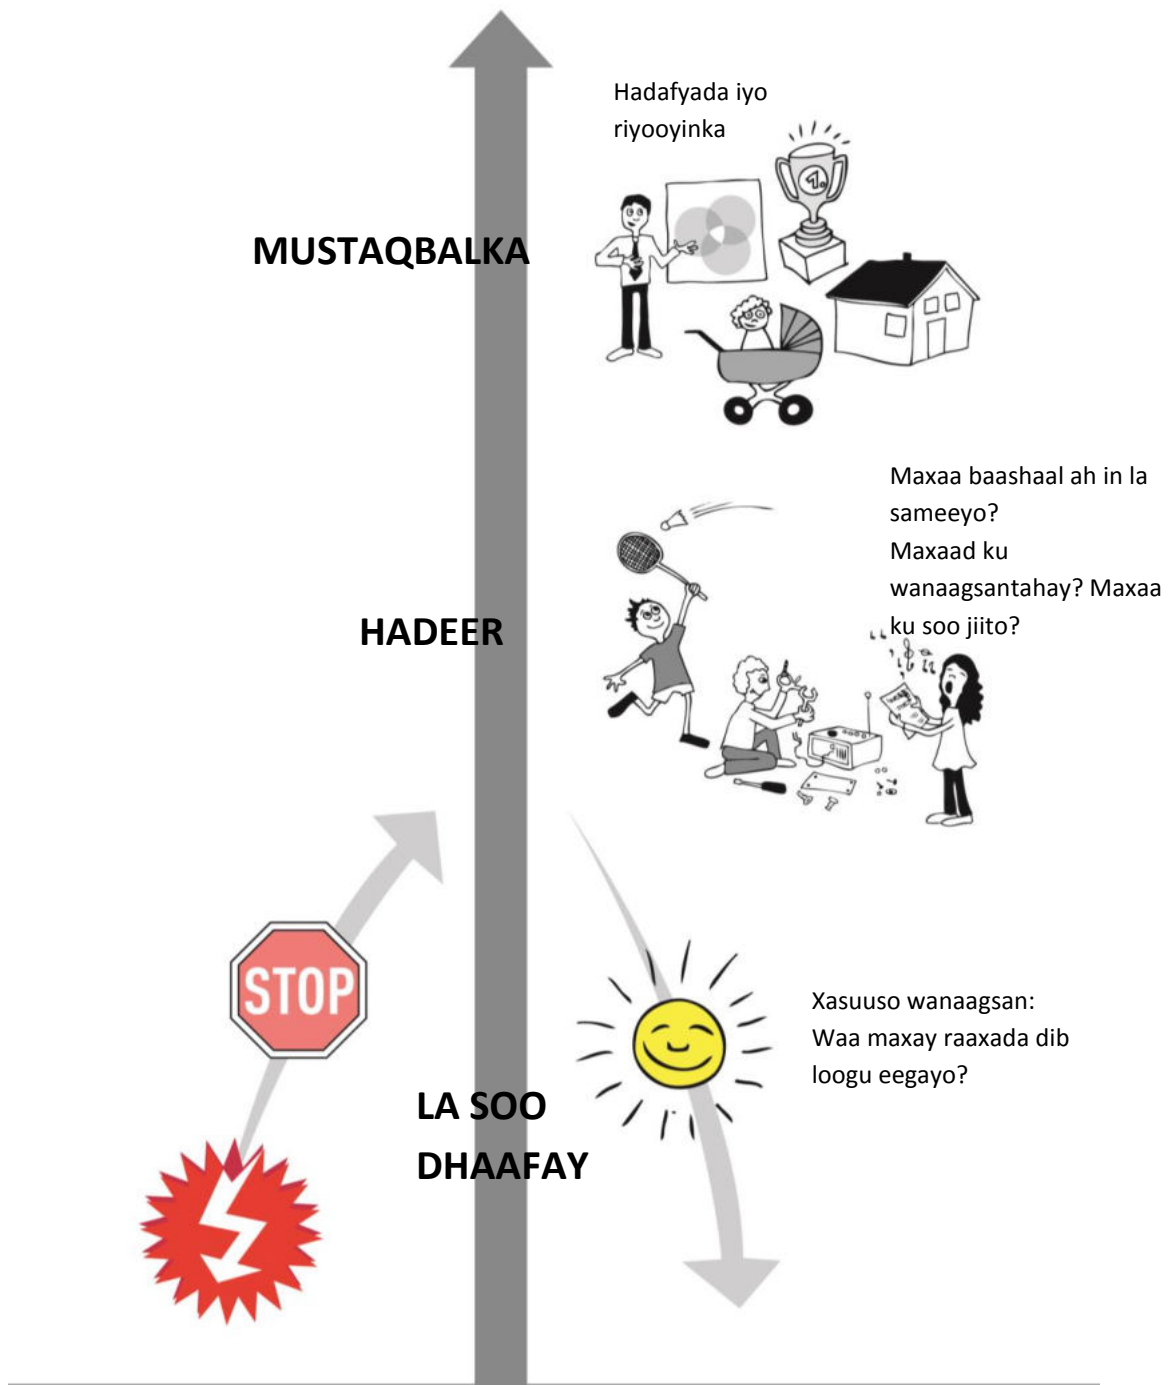 Hadafyada iyo
riyooyinka
1.
MUSTAQBALKA
Maxaa baashaal ah in la
sameeyo?
Maxaad ku
wanaagsantahay? Maxaa
ku soo jiito?
HADEER
STOP
Xasuuso wanaagsan:
Waa maxay raaxada dib
loogu eegayo?
LA SOO
DHAAFAY